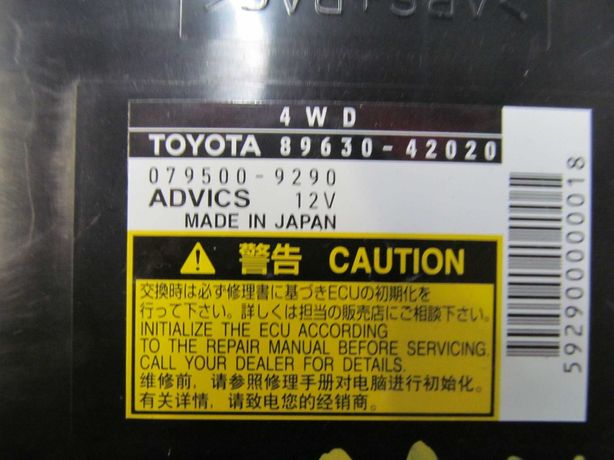 >ABS+PAG<
4WD
TOYOTA 89630-42020
079500-9290
ADVICS 12V
MADE IN JAPAN
警告 CAUTION
交換時は必ず修理書に基づきECUの初期化を
行って下さい。詳しくは担当の販売店にご相談下さい。
INITIALIZE THE ECU ACCORDING
TO THE REPAIR MANUAL BEFORE SERVICING.
CALL YOUR DEALER FOR DETAILS.
维修前，请参照修理手册对电脑进行初始化。
有关详情，请致电您的经销商。
59290000000018